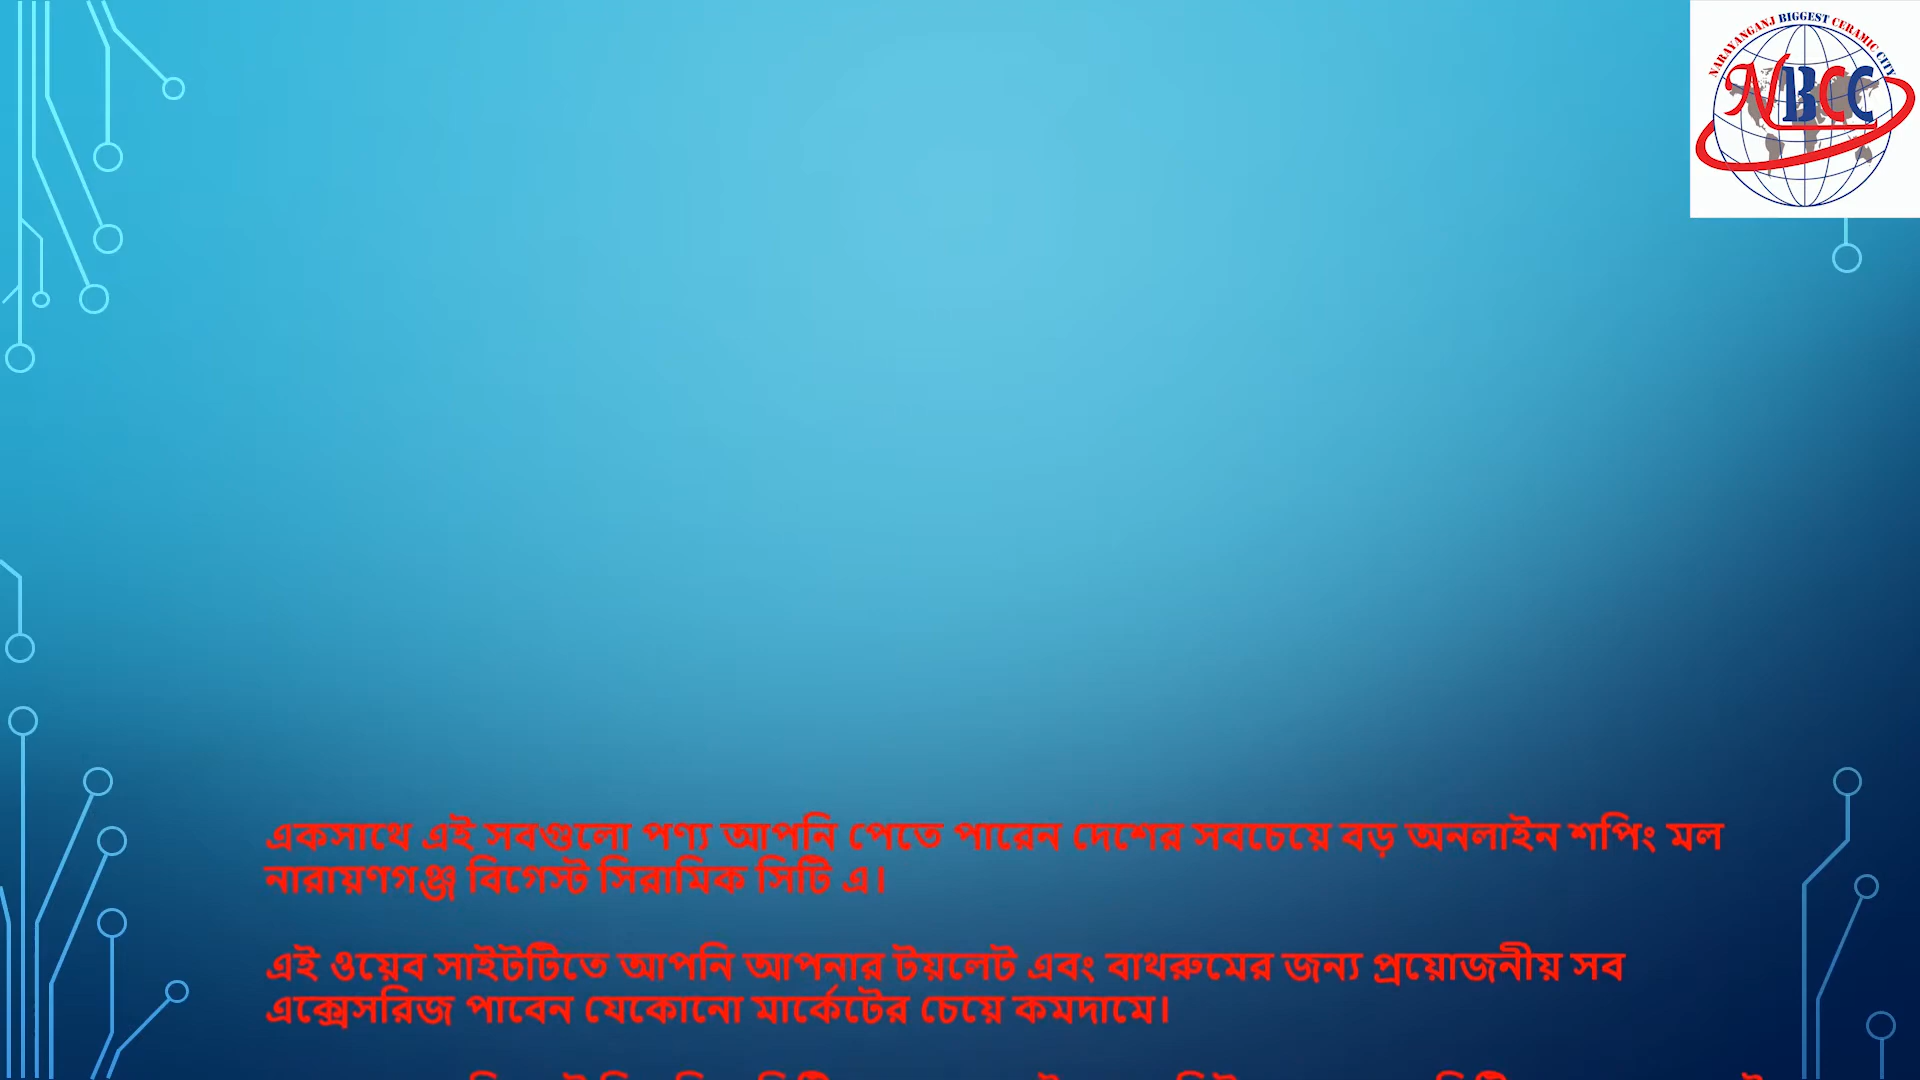 NARAYANGANJ BIGGEST CERAMIC CITY
NBCC
একসাথে এই সবগুলো পণ্য আপনি পেতে পারেন দেশের সবচেয়ে বড় অনলাইন শপিং মল
নারায়ণগঞ্জ বিগেস্ট সিরামিক সিটি এ।
এই ওয়েব সাইটটিতে আপনি আপনার টয়লেট এবং বাথরুমের জন্য প্রয়োজনীয় সব
এক্সেসরিজ পাবেন যেকোনো মার্কেটের চেয়ে কমদামে।